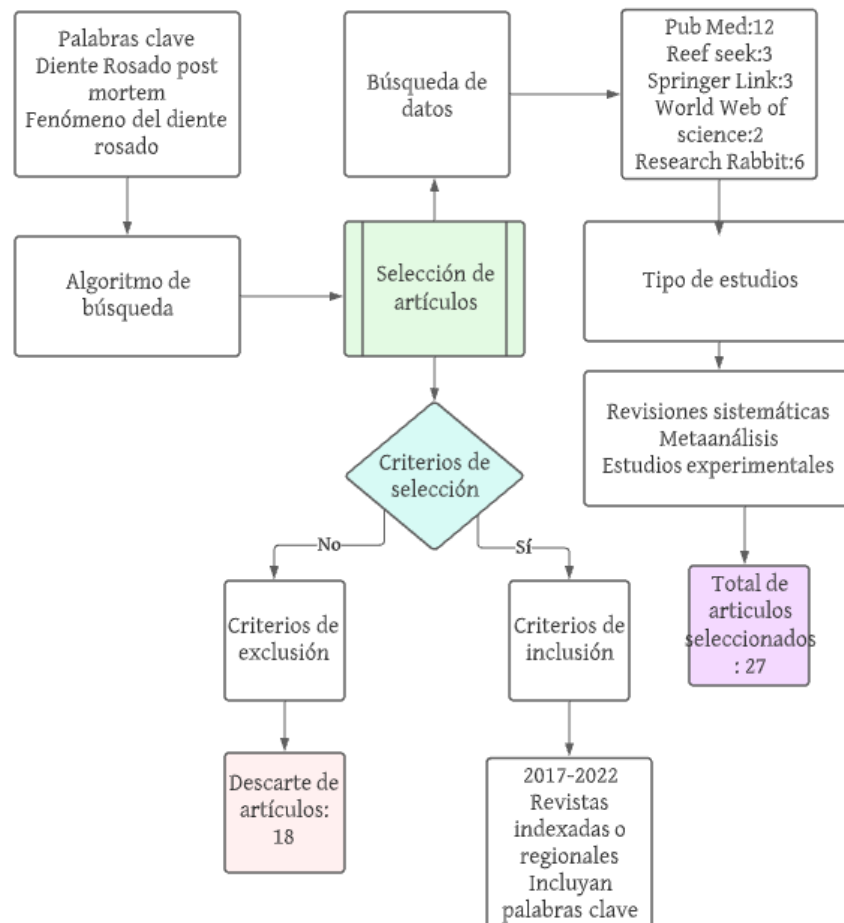 Palabras clave
Diente Rosado post
mortem
Fenómeno del diente
rosado
Búsqueda de
datos
Pub Med:12
Reef seek:3
Springer Link:3
World Web of
science:2
Research Rabbit:6
Algoritmo de
búsqueda
Selección de
artículos
Tipo de estudios
Criterios de
selección
Revisiones sistemáticas
Metaanálisis
Estudios experimentales
No
Sí
Criterios de
exclusión
Criterios de
inclusión
Total de
articulos
seleccionados
: 27
Descarte de
artículos:
18
2017-2022
Revistas
indexadas o
regionales
Incluyan
palabras clave